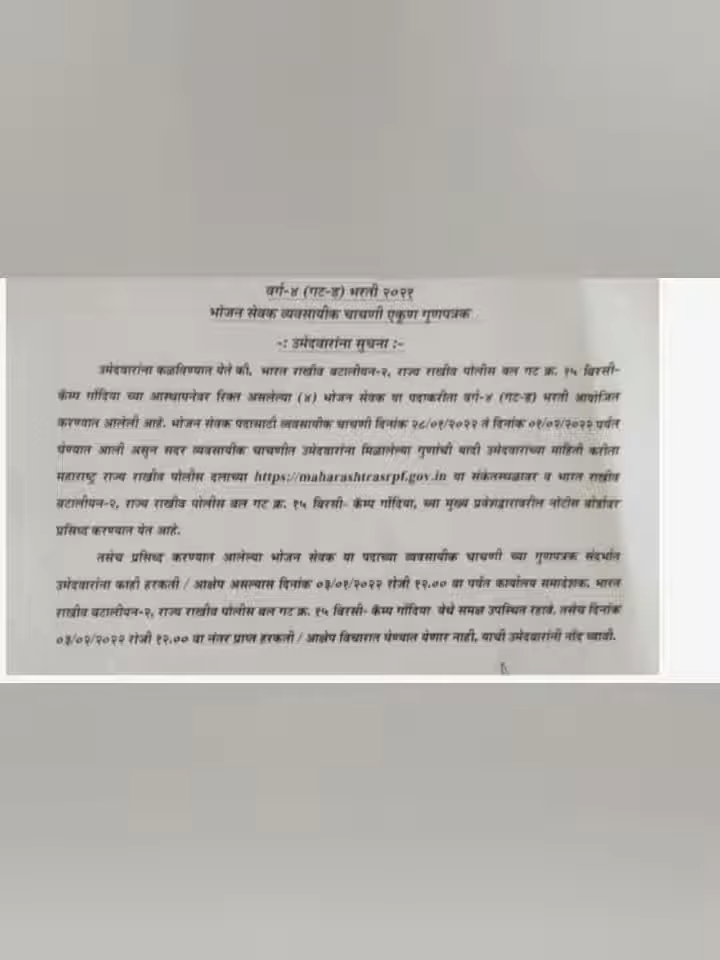 वर्ग-४ (गट-ड) भरती २०२१
भोजन सेवक व्यवसायीक चाचणी एकूण गुणपत्रक
-: उमेदवारांना सुचना :-
उमेदवारांना कळविण्यात येते की, भारत राखीव बटालीयन-२, राज्य राखीव पोलीस बल गट क्र. १५ बिरसी-
कॅम्प गोंदिया च्या आस्थापनेवर रिक्त असलेल्या (४) भोजन सेवक या पदाकरीता वर्ग-४ (गट-ड) भरती आयोजित
करण्यात आलेली आहे. भोजन सेवक पदासाठी व्यवसायीक चाचणी दिनांक २८/०१/२०२२ ते दिनांक ०१/०२/२०२२ पर्यंत
घेण्यात आली असुन सदर व्यवसायीक चाचणीत उमेदवारांना मिळालेल्या गुणांची यादी उमेदवाराच्या माहिती करीता
महाराष्ट्र राज्य राखीव पोलीस दलाच्या https://maharashtrasrpf.gov.in या संकेतस्थळावर व भारत राखीव
बटालीयन-२, राज्य राखीव पोलीस बल गट क्र. १५ बिरसी- कॅम्प गोंदिया, च्या मुख्य प्रवेशद्वारावरील नोटीस बोर्डावर
प्रसिध्द करण्यात येत आहे.
तसेच प्रसिध्द करण्यात आलेल्या भोजन सेवक या पदाच्या व्यवसायीक चाचणी च्या गुणपत्रक संदर्भात
उमेदवारांना काही हरकती / आक्षेप असल्यास दिनांक ०३/०१/२०२२ रोजी १२.०० वा पर्यंत कार्यालय समादेशक, भारत
राखीव बटालीयन-२, राज्य राखीव पोलीस बल गट क्र. १५ बिरसी- कॅम्प गोंदिया येथे समक्ष उपस्थित रहावे. तसेच दिनांक
०३/०२/२०२२ रोजी १२.०० वा नंतर प्राप्त हरकती / आक्षेप विचारात घेण्यात येणार नाही, याची उमेदवारांनी नोंद घ्यावी.